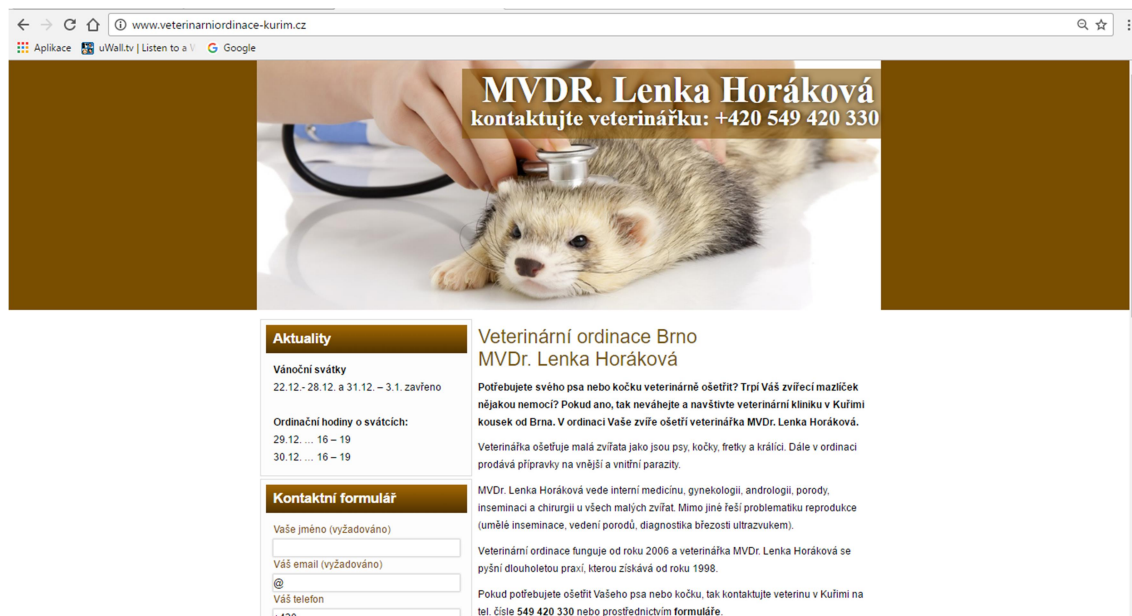 www.veterinarniordinace-kurim.cz
Aplikace uWall.tv | Listen to a G Google
MVDR. Lenka Horáková
kontaktujte veterinářku: +420 549 420 330
Aktuality
Vánoční svátky
22.12.- 28.12. a 31.12. – 3.1. zavřeno
Ordinační hodiny o svátcích:
29.12. ... 16 – 19
30.12. ... 16 – 19
Kontaktní formulář
Vaše jméno (vyžadováno)
Váš email (vyžadováno)
@
Váš telefon
+420
Veterinární ordinace Brno
MVDr. Lenka Horáková
Potřebujete svého psa nebo kočku veterinárně ošetřit? Trpí Váš zvířecí mazlíček
nějakou nemocí? Pokud ano, tak neváhejte a navštivte veterinární kliniku v Kuřimi
kousek od Brna. V ordinaci Vaše zvíře ošetří veterinářka MVDr. Lenka Horáková.
Veterinářka ošetřuje malá zvířata jako jsou psy, kočky, fretky a králíci. Dále v ordinaci
prodává přípravky na vnější a vnitřní parazity.
MVDr. Lenka Horáková vede interní medicínu, gynekologii, andrologii, porody,
inseminaci a chirurgii u všech malých zvířat. Mimo jiné řeší problematiku reprodukce
(umělé inseminace, vedení porodů, diagnostika březosti ultrazvukem).
Veterinární ordinace funguje od roku 2006 a veterinářka MVDr. Lenka Horáková se
pyšní dlouholetou praxí, kterou získává od roku 1998.
Pokud potřebujete ošetřit Vašeho psa nebo kočku, tak kontaktujte veterinu v Kuřimi na
tel. čísle 549 420 330 nebo prostřednictvím formuláře.